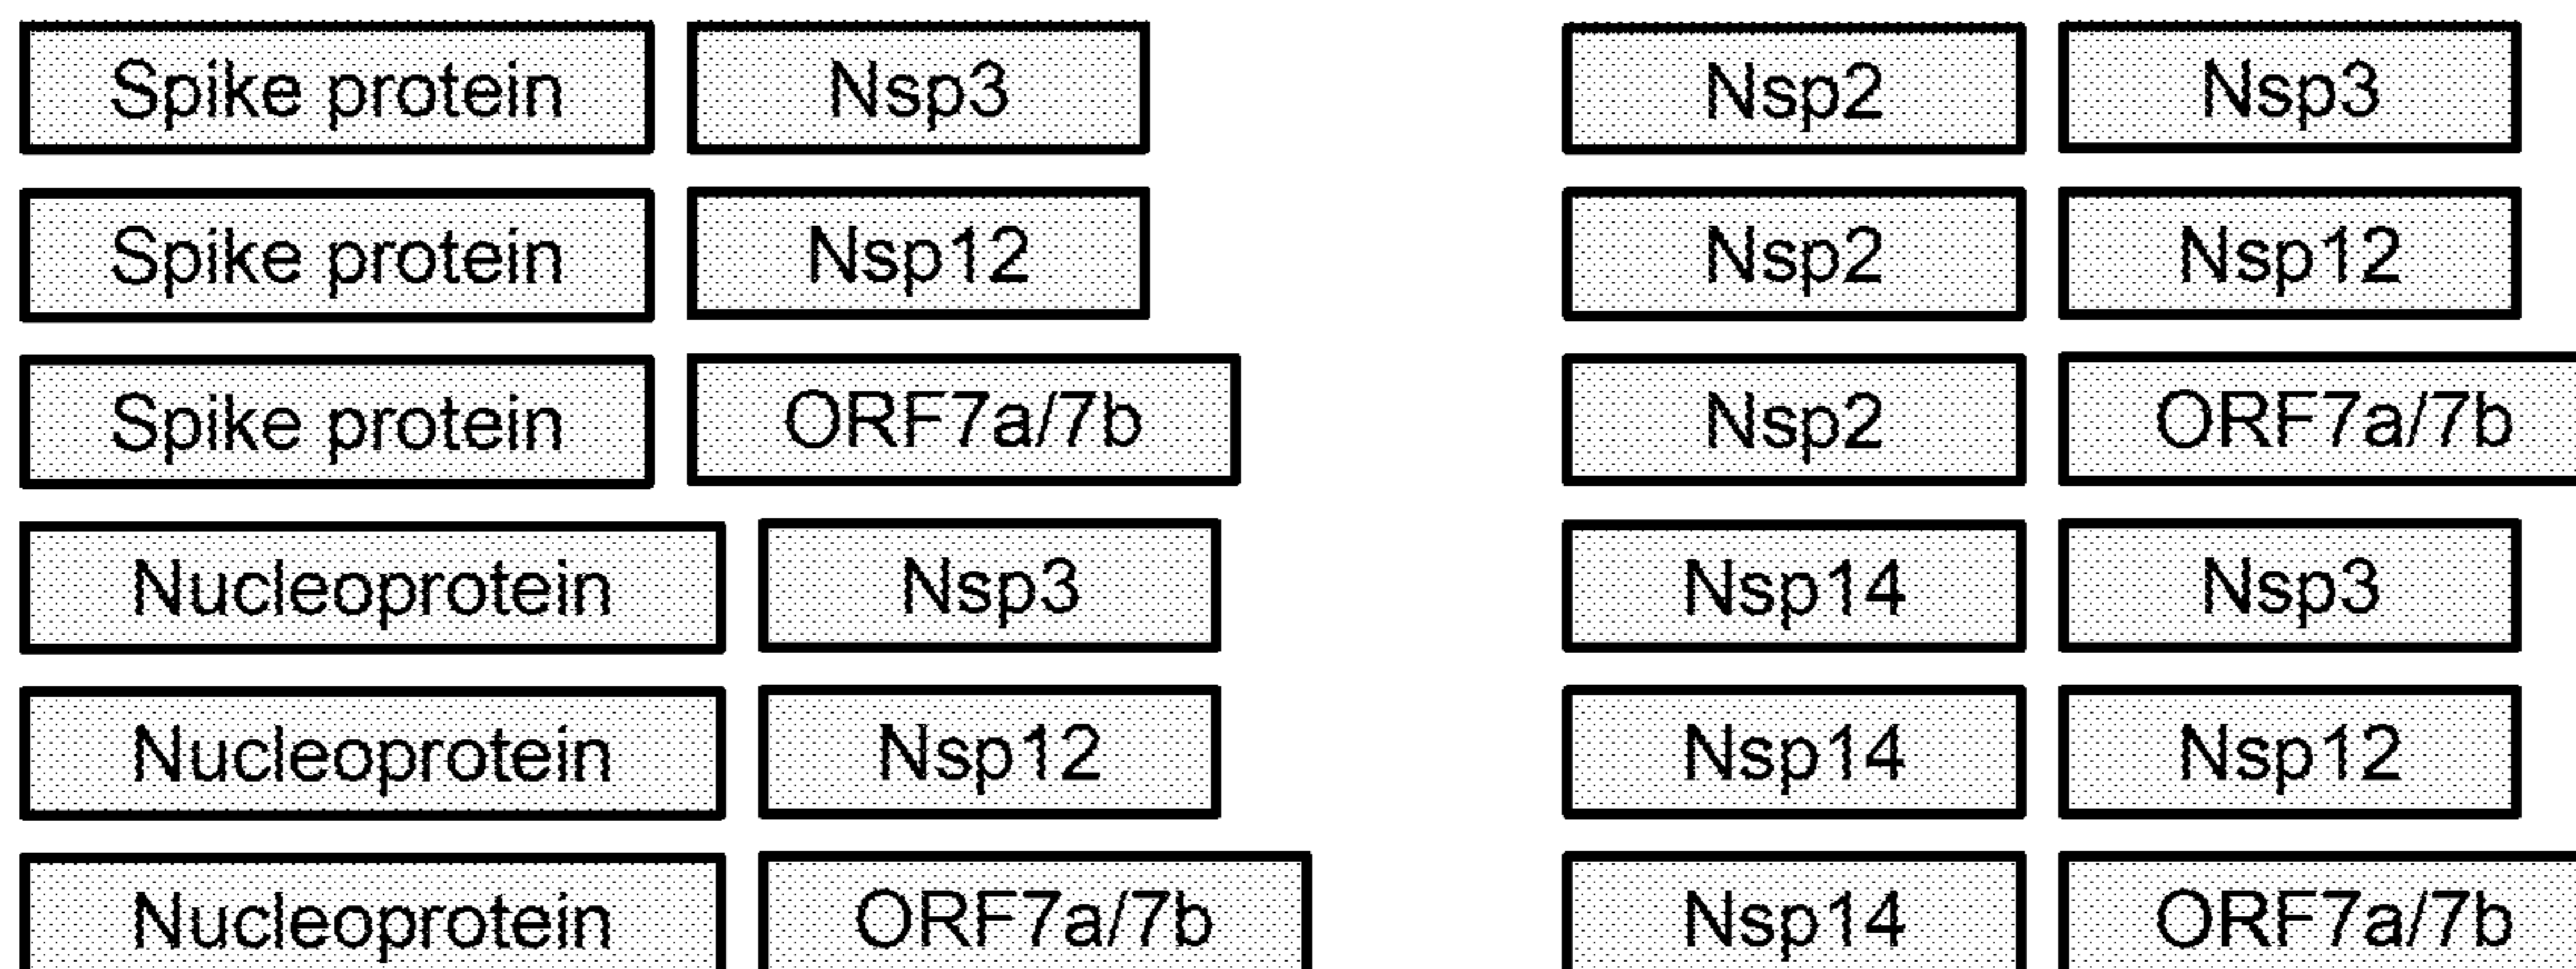 Spike protein Nsp3 Nsp2 Nsp3
Spike protein Nsp12 Nsp2 Nsp12
Spike protein ORF7a/7b Nsp2 ORF7a/7b
Nucleoprotein Nsp3 Nsp14 Nsp3
Nucleoprotein Nsp12 Nsp14 Nsp12
Nucleoprotein ORF7a/7b Nsp14 ORF7a/7b